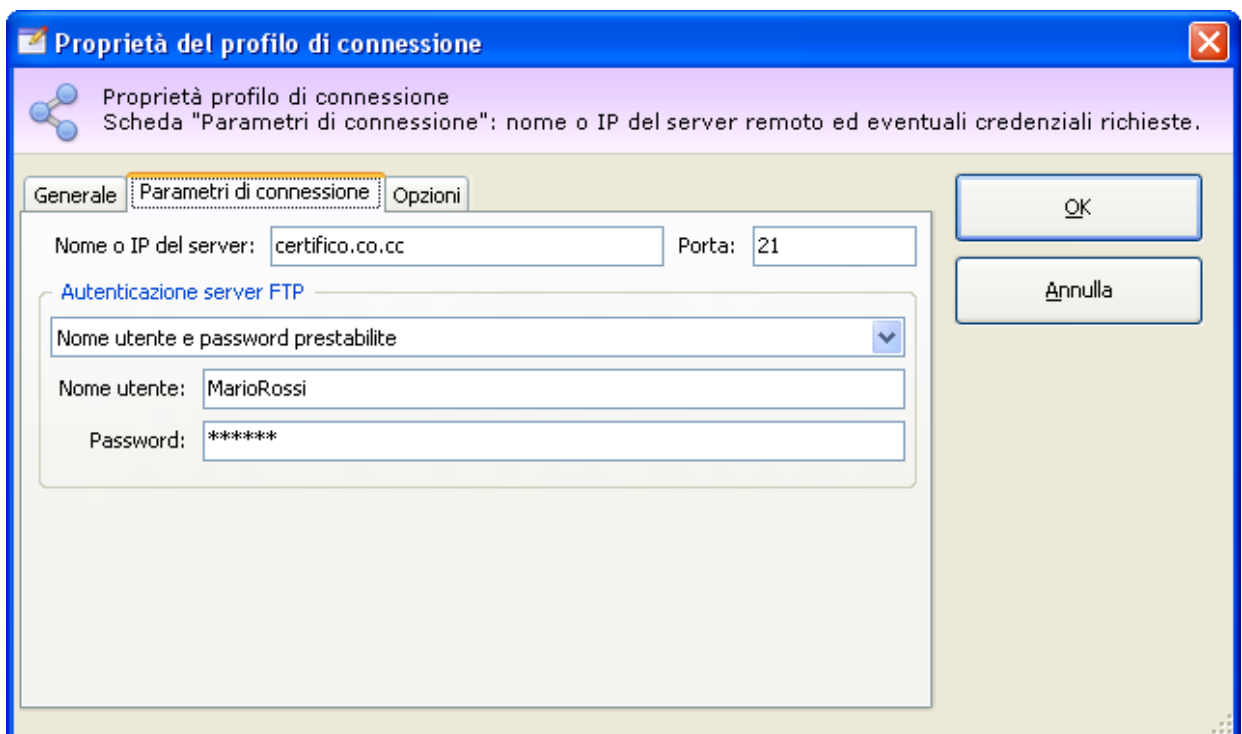 Proprietà del profilo di connessione
Proprietà profilo di connessione
Scheda "Parametri di connessione": nome o IP del server remoto ed eventuali credenziali richieste.
Generale Parametri di connessione Opzioni
OK
Nome o IP del server: certifico.co.cc Porta: 21
Annulla
Autenticazione server FTP
Nome utente e password prestabilite
Nome utente: MarioRossi
Password: ******